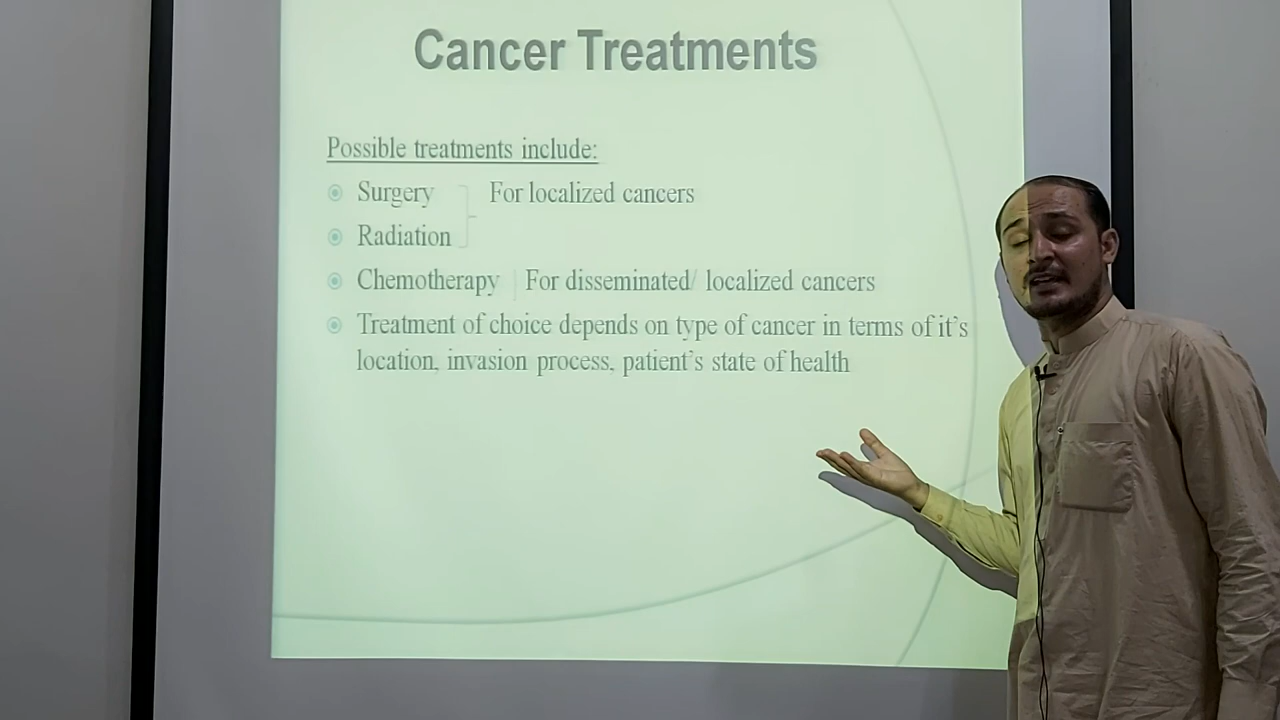 Cancer Treatments
Possible treatments include:
Surgery For localized cancers
Radiation
Chemotherapy For disseminated/ localized cancers
Treatment of choice depends on type of cancer in terms of it's
location, invasion process, patient's state of health